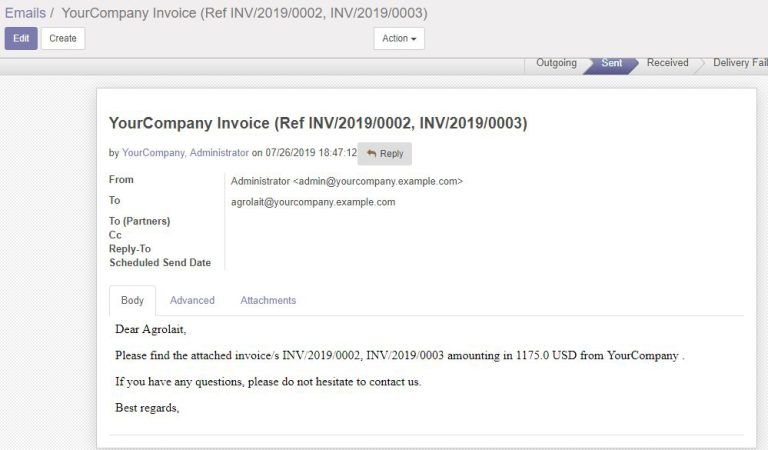 Emails / YourCompany Invoice (Ref INV/2019/0002, INV/2019/0003)
Edit Create Action
Outgoing Sent Received Delivery Fail
YourCompany Invoice (Ref INV/2019/0002, INV/2019/0003)
by YourCompany, Administrator on 07/26/2019 18:47:12 Reply
From Administrator <admin@yourcompany.example.com>
To agrolait@yourcompany.example.com
To (Partners)
Cc
Reply-To
Scheduled Send Date
Body Advanced Attachments
Dear Agrolait,
Please find the attached invoice/s INV/2019/0002, INV/2019/0003 amounting in 1175.0 USD from YourCompany .
If you have any questions, please do not hesitate to contact us.
Best regards,